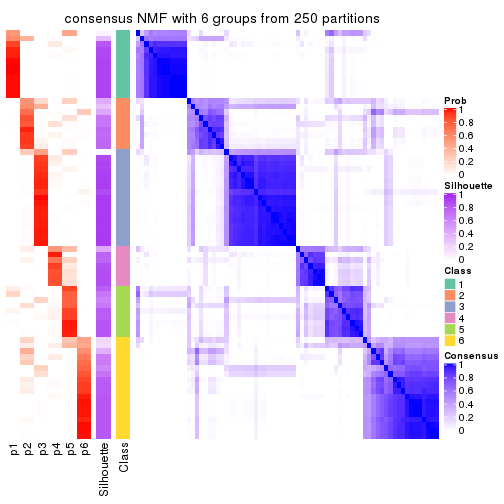 consensus NMF with 6 groups from 250 partitions
Prob
1
0.8
0.6
0.4
0.2
0
Silhouette
1
0.8
0.6
0.4
0.2
0
Class
1
2
3
4
5
6
Consensus
1
0.8
0.6
0.4
0.2
0
p1
p2
p3
p4
p5
p6
Silhouette
Class